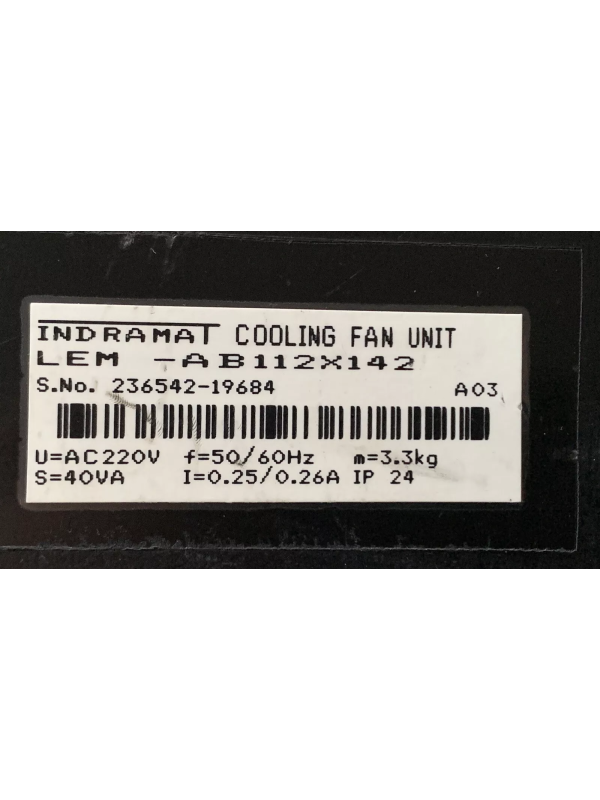 INDRAMAT COOLING FAN UNIT
LEM -AB112X142
S.No. 236542-19684 A03
U=AC220V f=50/60Hz m=3.3kg
S=40VA I=0.25/0.26A IP 24